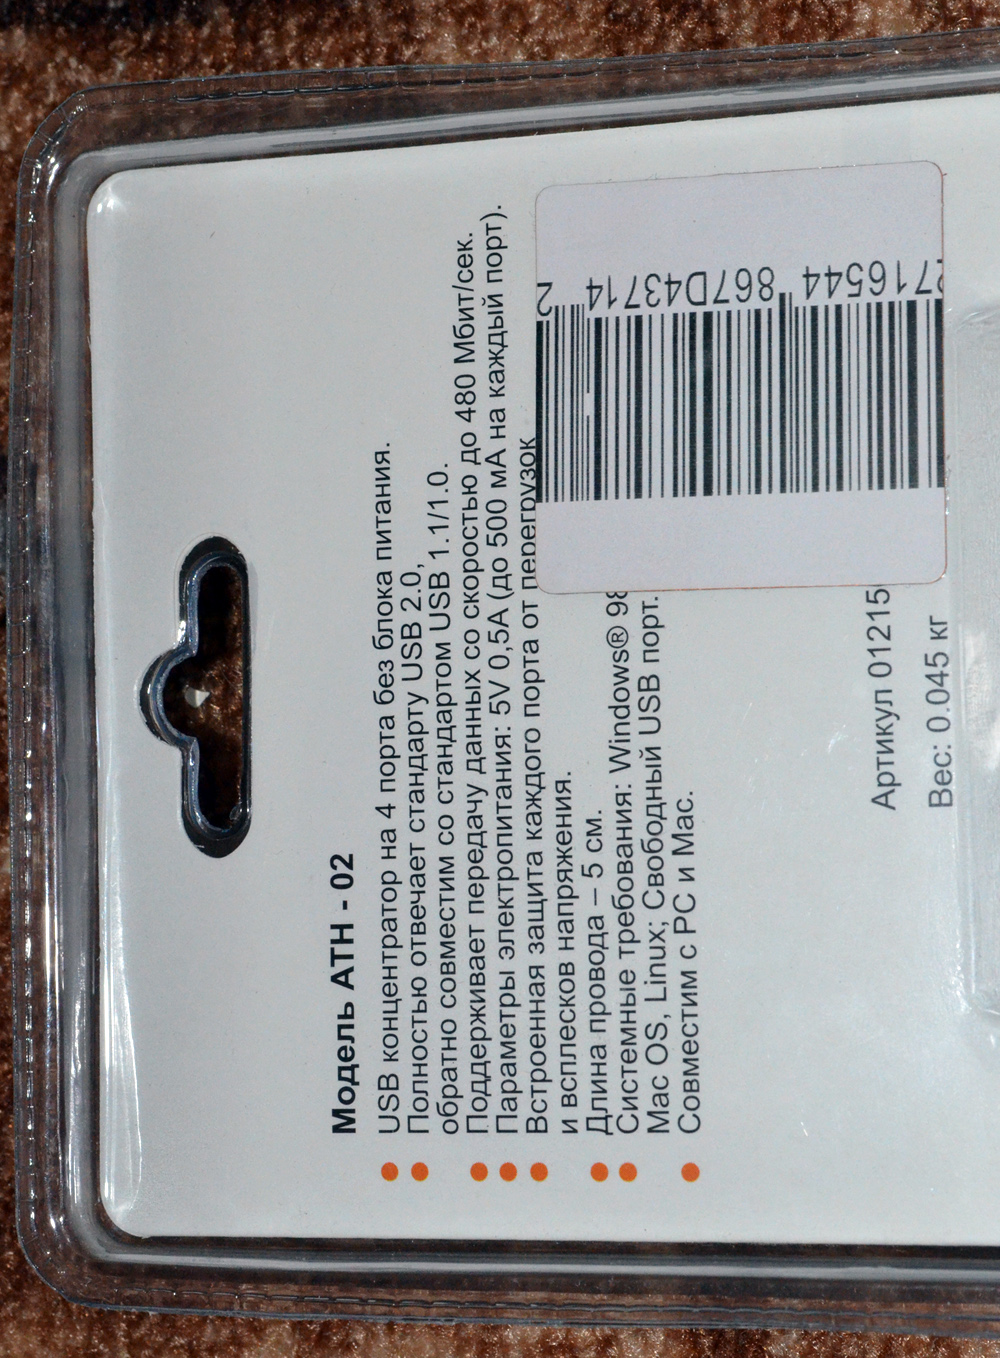 Модель АТН - 02
USB концентратор на 4 порта без блока питания.
Полностью отвечает стандарту USB 2.0,
обратно совместим со стандартом USB 1.1/1.0.
Поддерживает передачу данных со скоростью до 480 Мбит/сек.
Параметры электропитания: 5V 0,5A (до 500 мА на каждый порт).
Встроенная защита каждого порта от перегрузок
и всплесков напряжения.
Длина провода – 5 см.
Системные требования: Windows® 98
Mac OS, Linux; Свободный USB порт.
Совместим с PC и Mac.
Артикул 01215
Вес: 0.045 кг
2716544 867D43714 2